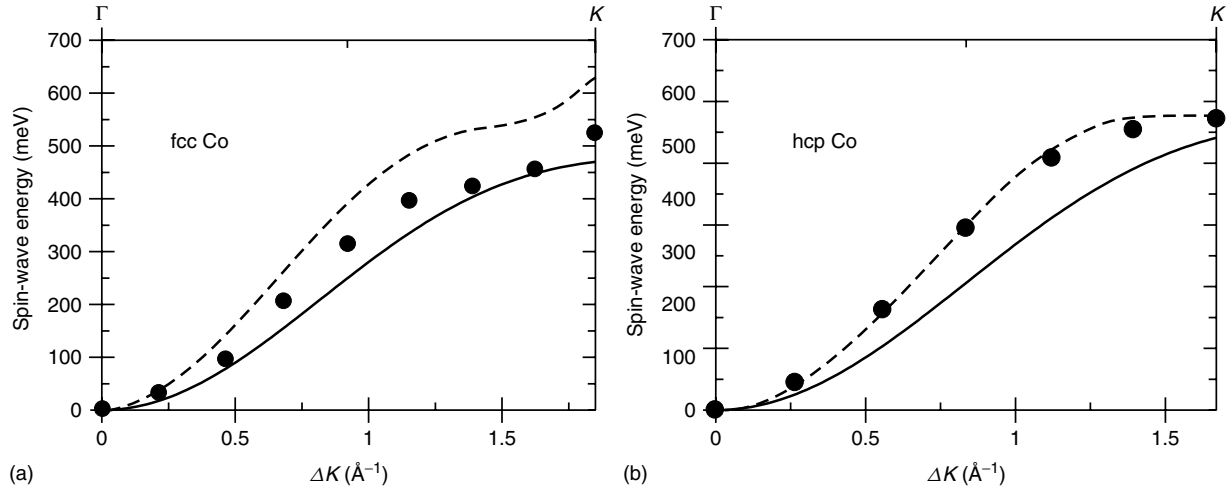 Γ
K
700
600
500
400
300
200
100
0
Spin-wave energy (meV)
fcc Co
0
0.5
1
1.5
(a)
ΔK (Å⁻¹)
Γ
K
700
600
500
400
300
200
100
0
Spin-wave energy (meV)
hcp Co
0
0.5
1
1.5
(b)
ΔK (Å⁻¹)